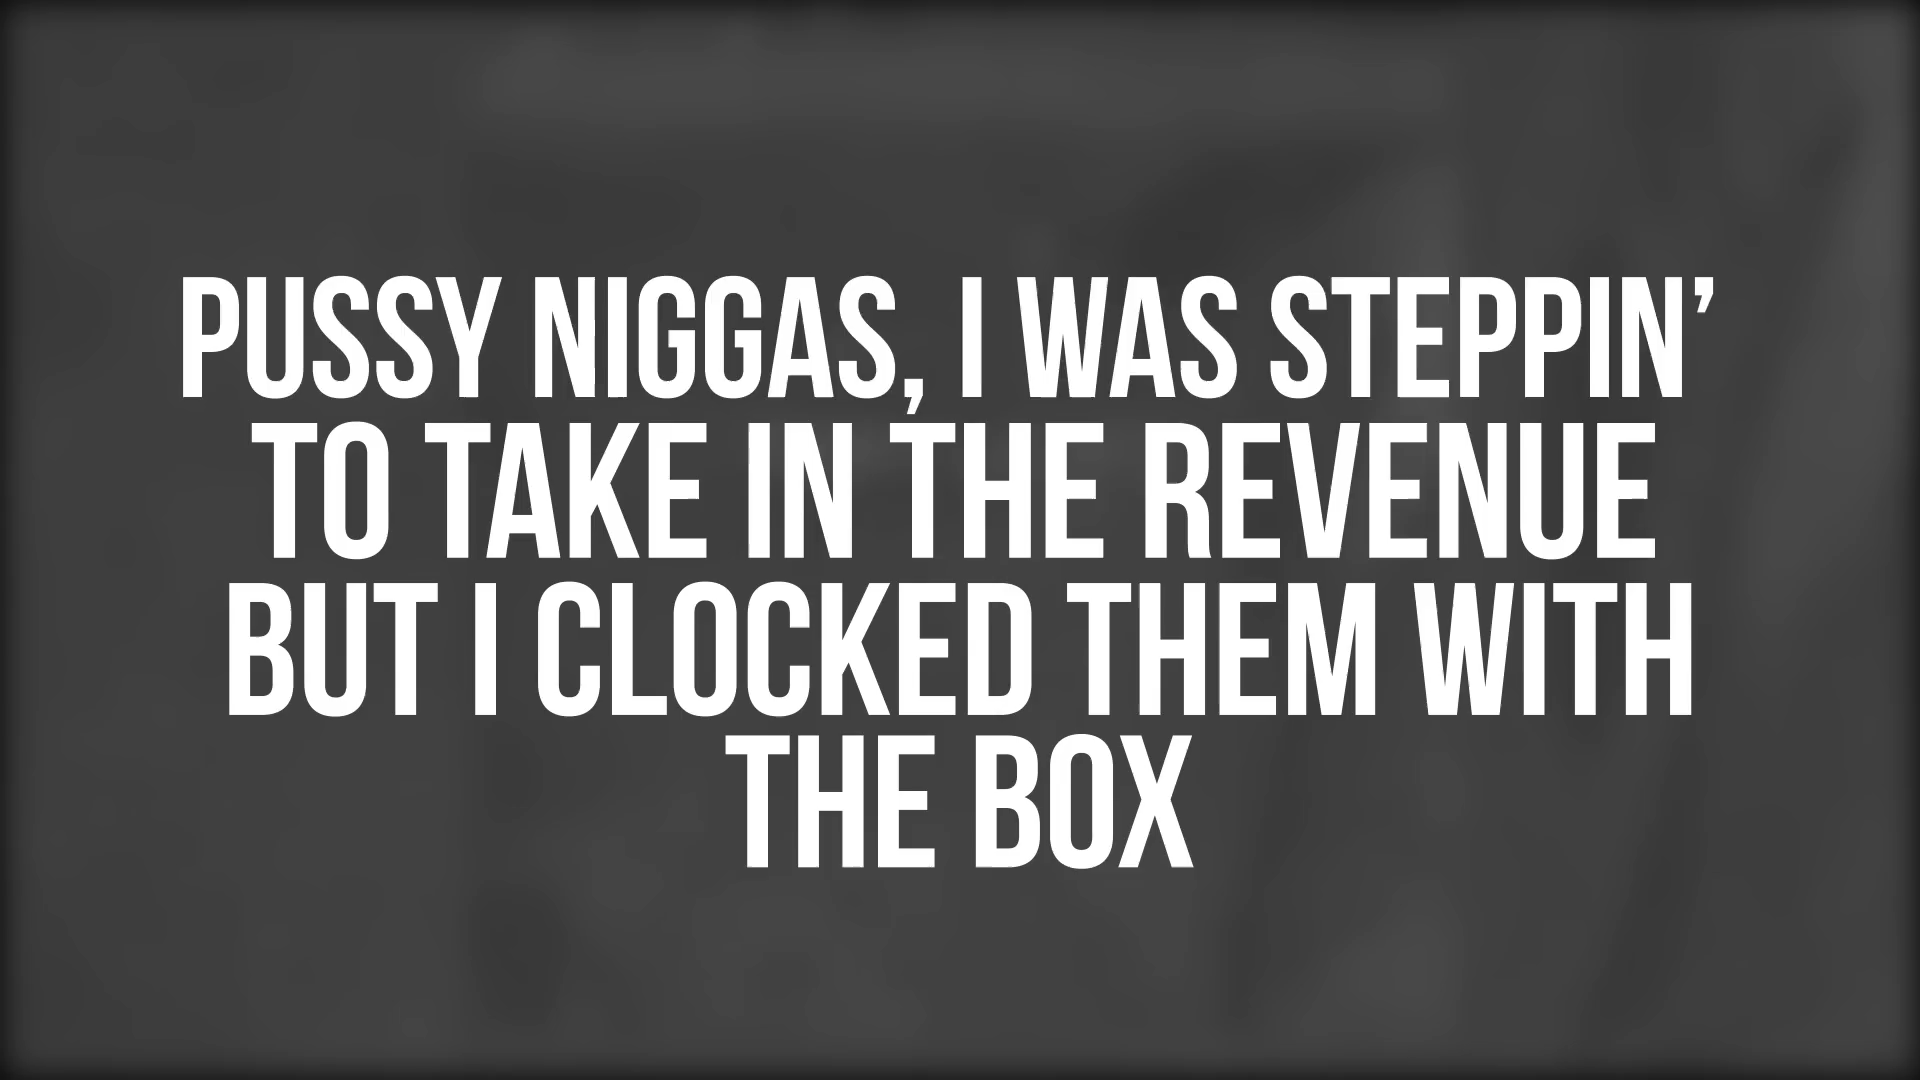 PUSSY NIGGAS, I WAS STEPPIN’
TO TAKE IN THE REVENUE
BUT I CLOCKED THEM WITH
THE BOX